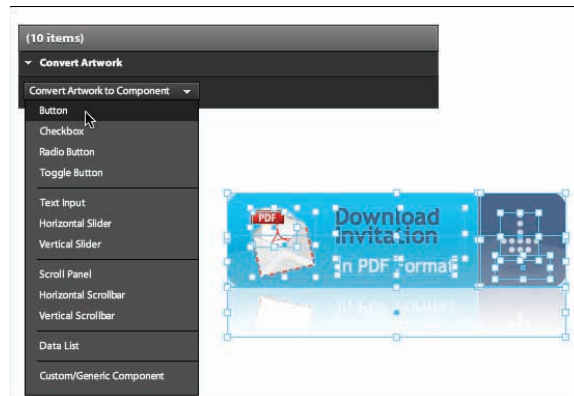 (10 items)
Convert Artwork
Convert Artwork to Component
Button
Checkbox
Radio Button
Toggle Button
Text Input
Horizontal Slider
Vertical Slider
Scroll Panel
Horizontal Scrollbar
Vertical Scrollbar
Data List
Custom/Generic Component
PDF
Download
Invitation
In PDF Format